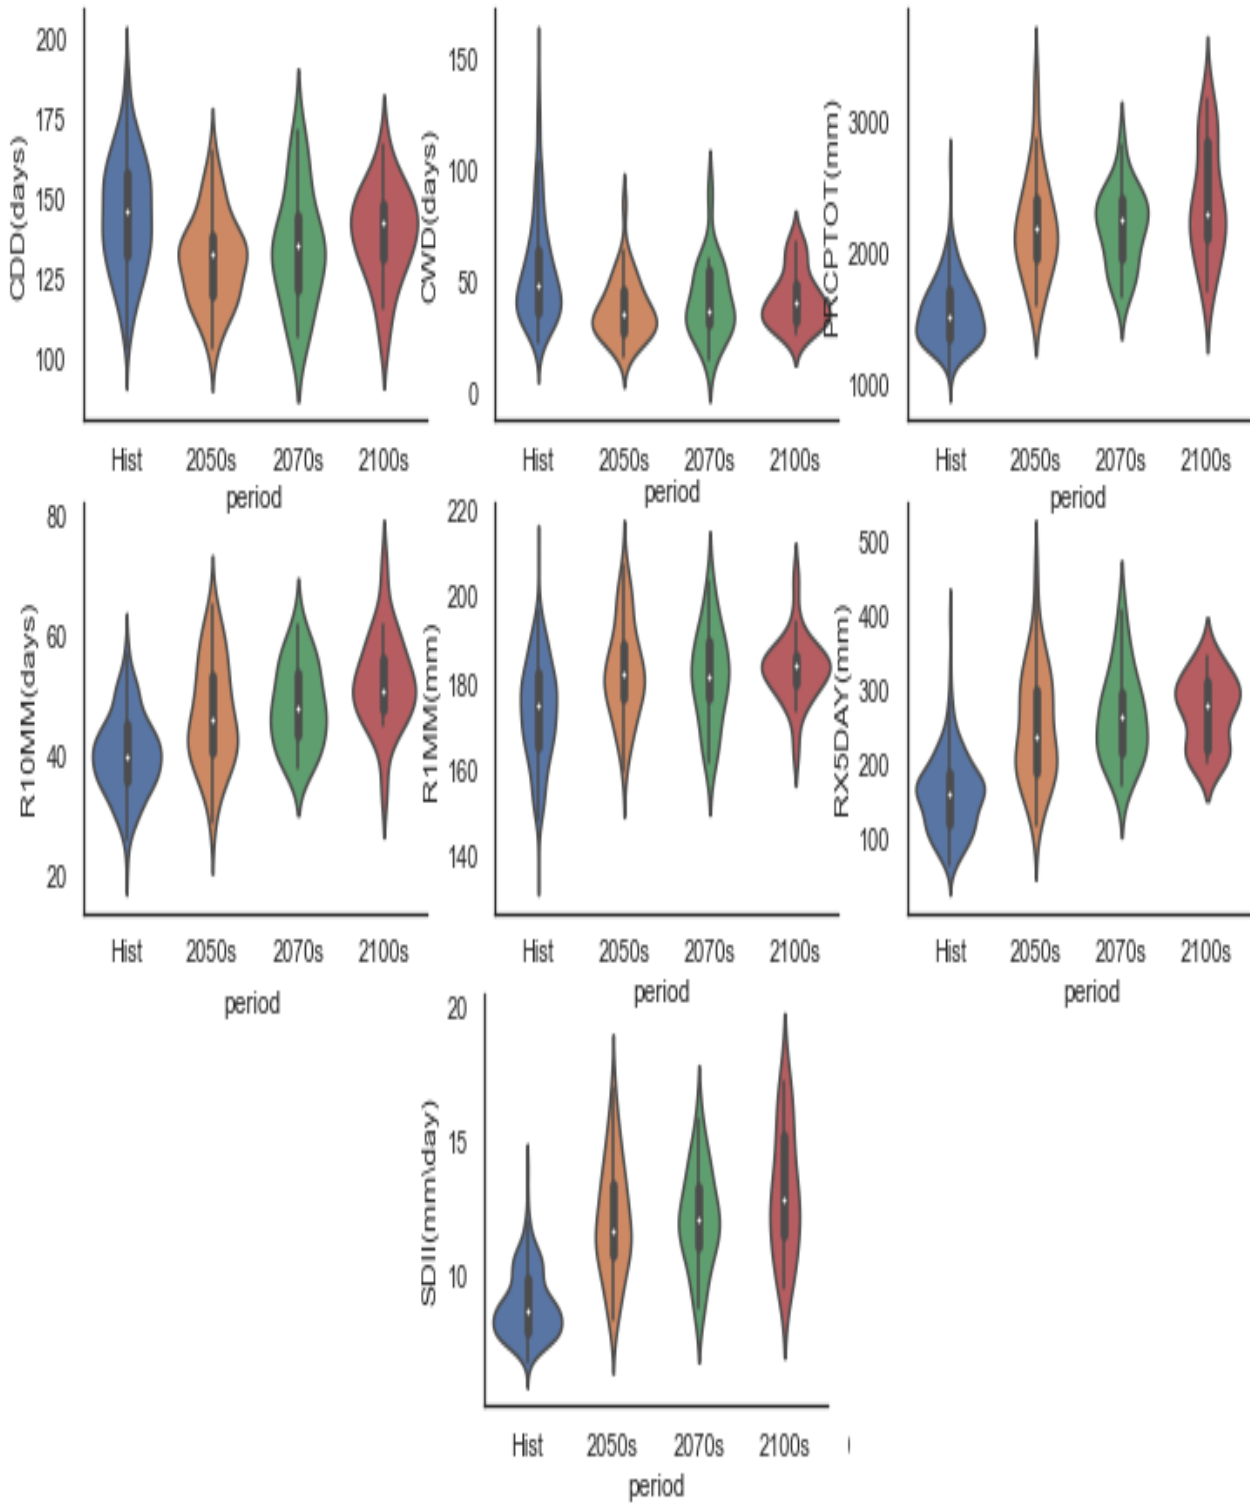 CDD(days)
200
175
150
125
100
Hist 2050s 2070s 2100s
period
CWD(days)
150
100
50
0
Hist 2050s 2070s 2100s
period
PRCPTOT(mm)
3000
2000
1000
Hist 2050s 2070s 2100s
period
R10MM(days)
80
60
40
20
Hist 2050s 2070s 2100s
period
R1MM(mm)
220
200
180
160
140
Hist 2050s 2070s 2100s
period
RX5DAY(mm)
500
400
300
200
100
Hist 2050s 2070s 2100s
period
SDII(mm\day)
20
15
10
Hist 2050s 2070s 2100s
period